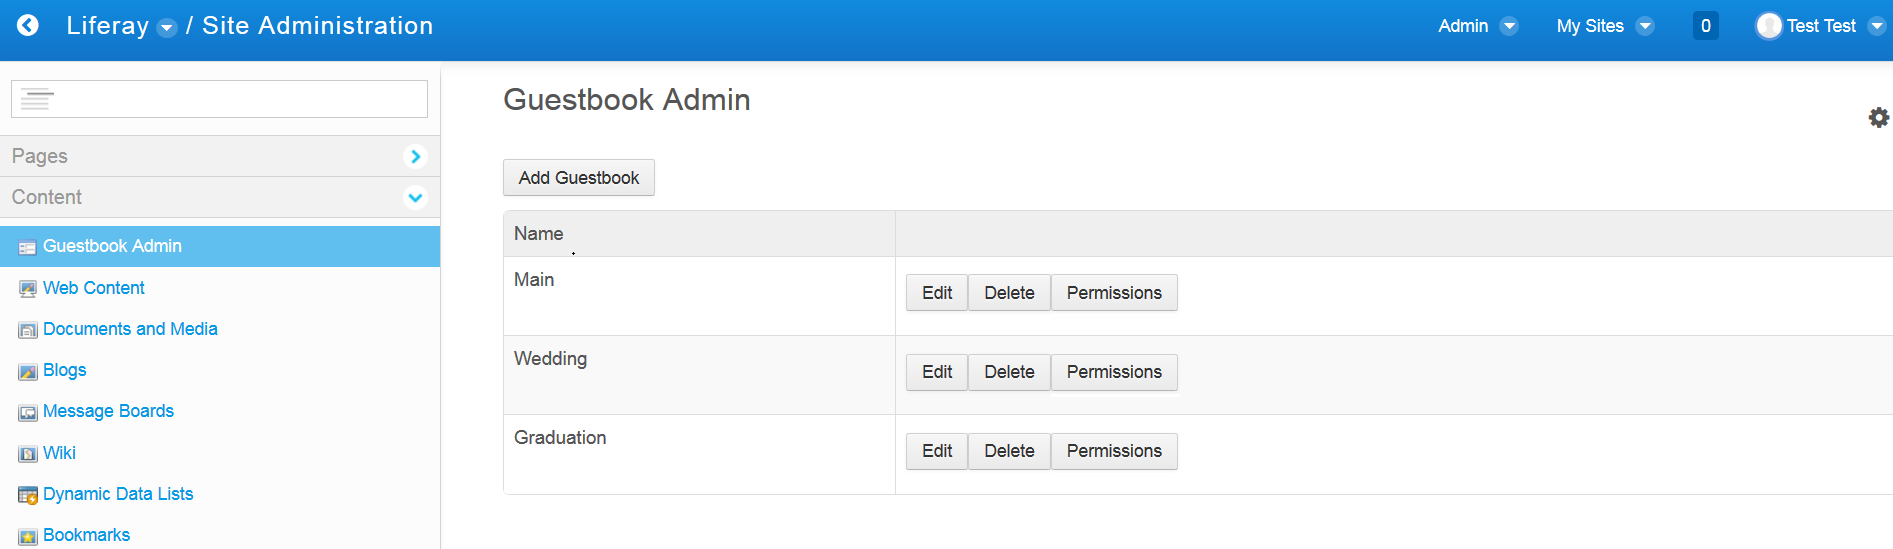 Liferay / Site Administration
Admin My Sites 0 Test Test
Pages
Content
Guestbook Admin
Web Content
Documents and Media
Blogs
Message Boards
Wiki
Dynamic Data Lists
Bookmarks
Guestbook Admin
Add Guestbook
Name
Main Edit Delete Permissions
Wedding Edit Delete Permissions
Graduation Edit Delete Permissions